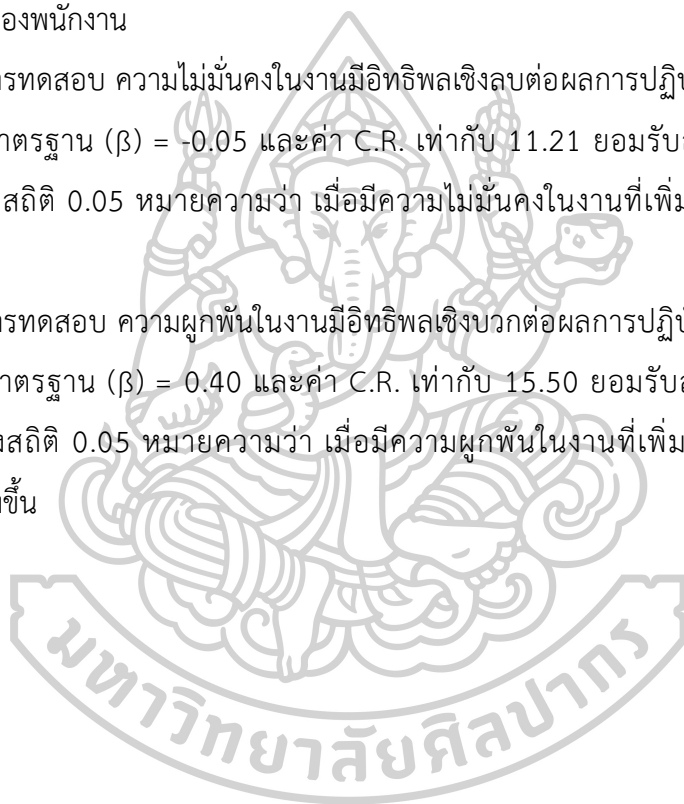 องพนักงาน
รทดสอบ ความไม่มั่นคงในงานมีอิทธิพลเชิงลบต่อผลการปฏิบ
าตรฐาน (β) = -0.05 และค่า C.R. เท่ากับ 11.21 ยอมรับส
สถิติ 0.05 หมายความว่า เมื่อมีความไม่มั่นคงในงานที่เพิ่ม
รทดสอบ ความผูกพันในงานมีอิทธิพลเชิงบวกต่อผลการปฏิบั
าตรฐาน (β) = 0.40 และค่า C.R. เท่ากับ 15.50 ยอมรับส
งสถิติ 0.05 หมายความว่า เมื่อมีความผูกพันในงานที่เพิ่ม
ขึ้น
มหาวิทยาลัยศิลปากร